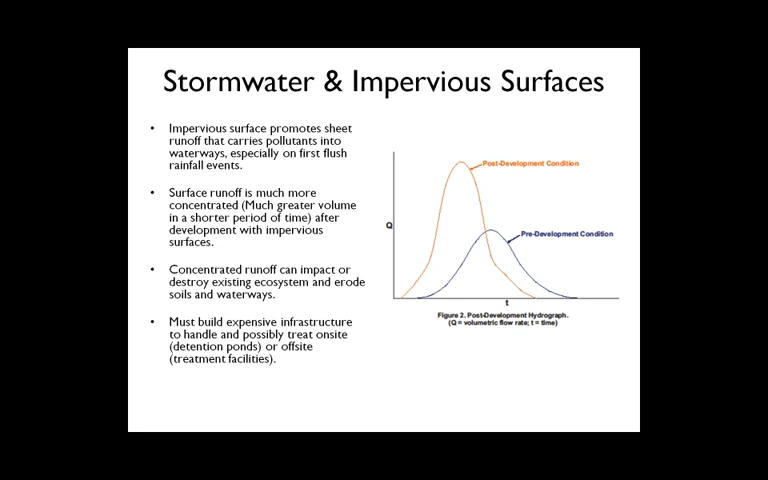 Stormwater & Impervious Surfaces
• Impervious surface promotes sheet
runoff that carries pollutants into
waterways, especially on first flush
rainfall events.
• Surface runoff is much more
concentrated (Much greater volume
in a shorter period of time) after
development with impervious
surfaces.
• Concentrated runoff can impact or
destroy existing ecosystem and erode
soils and waterways.
• Must build expensive infrastructure
to handle and possibly treat onsite
(detention ponds) or offsite
(treatment facilities).
Post-Development Condition
Q
Pre-Development Condition
t
Figure 2. Post-Development Hydrograph.
(Q = volumetric flow rate; t = time)